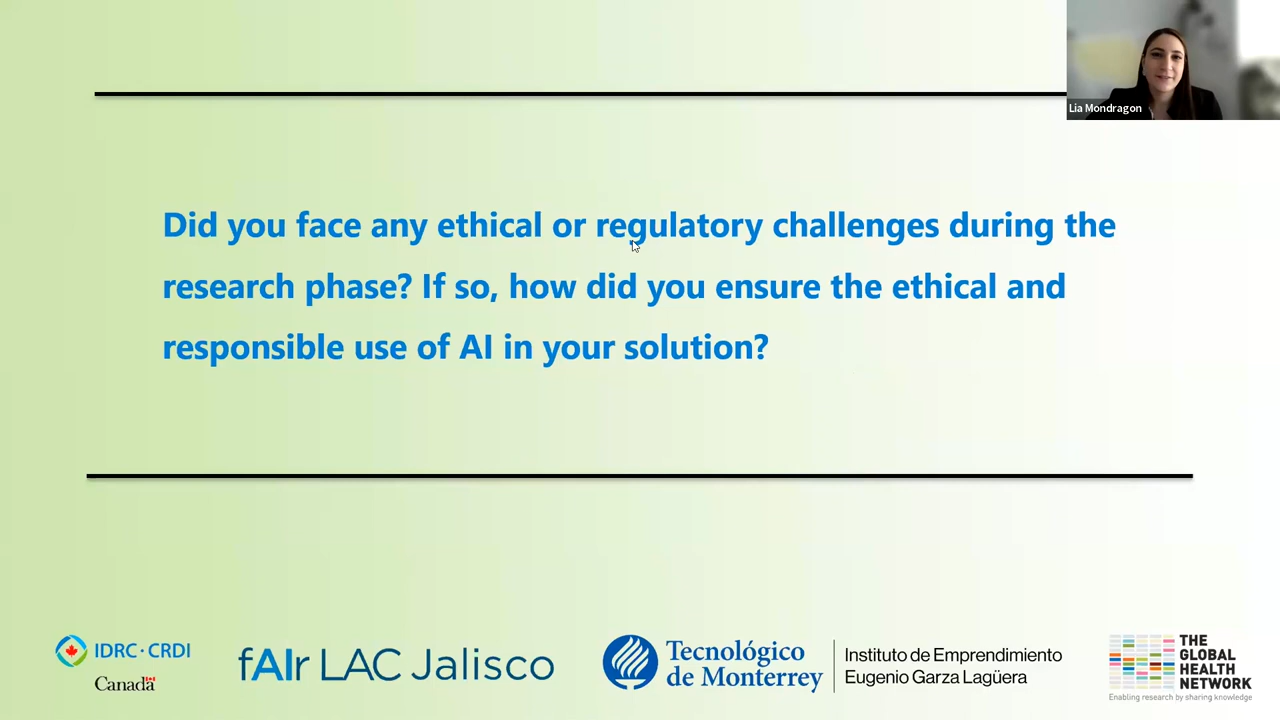 Lia Mondragon
Did you face any ethical or regulatory challenges during the
research phase? If so, how did you ensure the ethical and
responsible use of AI in your solution?
IDRC · CRDI
Canada
fAIr LAC Jalisco
Tecnológico
de Monterrey
Instituto de Emprendimiento
Eugenio Garza Lagüera
THE
GLOBAL
HEALTH
NETWORK
Enabling research by sharing knowledge